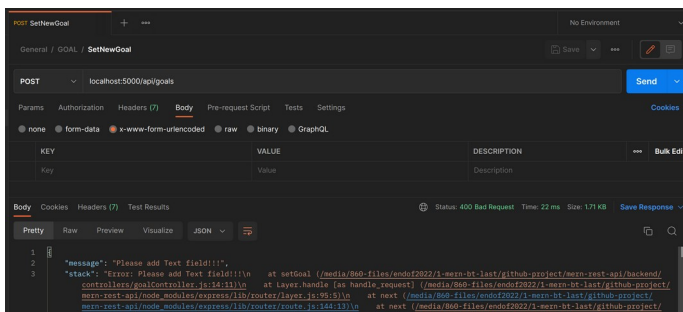 POST SetNewGoal + ooo No Environment
General / GOAL / SetNewGoal Save ooo
POST localhost:5000/api/goals Send
Params Authorization Headers (7) Body Pre-request Script Tests Settings Cookies
none form-data x-www-form-urlencoded raw binary GraphQL
KEY VALUE DESCRIPTION ooo Bulk Edi
Key Value Description
Body Cookies Headers (7) Test Results Status: 400 Bad Request Time: 22 ms Size: 1.71 KB Save Response
Pretty Raw Preview Visualize JSON
1 {
2 "message": "Please add Text field!!!",
3 "stack": "Error: Please add Text field!!!\n at setGoal (/media/860-files/endof2022/1-mern-bt-last/github-project/mern-rest-api/backend/
controllers/goalController.js:14:11)\n at Layer.handle [as handle_request] (/media/860-files/endof2022/1-mern-bt-last/github-project/
mern-rest-api/node_modules/express/lib/router/layer.js:95:5)\n at next (/media/860-files/endof2022/1-mern-bt-last/github-project/
mern-rest-api/node_modules/express/lib/router/route.js:144:13)\n at next (/media/860-files/endof2022/1-mern-bt-last/github-project/